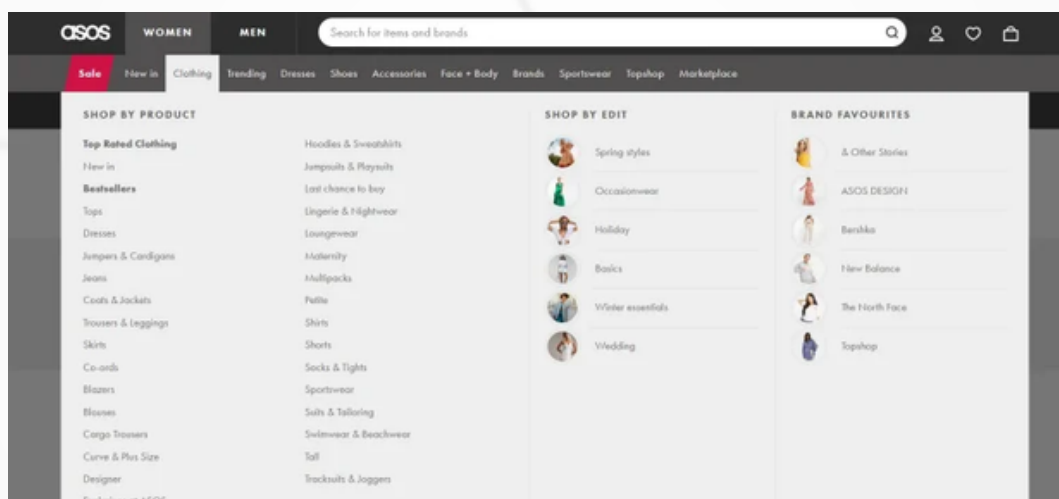 asos
WOMEN
MEN
Search for items and brands
Sale
New in
Clothing
Trending
Dresses
Shoes
Accessories
Face + Body
Brands
Sportswear
Topshop
Marketplace
SHOP BY PRODUCT
Top Rated Clothing
New in
Bestsellers
Tops
Dresses
Jumpers & Cardigans
Jeans
Coats & Jackets
Trousers & Leggings
Skirts
Co-ords
Blazers
Blouses
Cargo Trousers
Curve & Plus Size
Designer
Hoodies & Sweatshirts
Jumpsuits & Playsuits
Last chance to buy
Lingerie & Nightwear
Loungewear
Maternity
Multipacks
Petite
Shirts
Shorts
Socks & Tights
Sportswear
Suits & Tailoring
Swimwear & Beachwear
Tall
Tracksuits & Joggers
SHOP BY EDIT
Spring styles
Occasionwear
Holiday
Basics
Winter essentials
Wedding
BRAND FAVOURITES
& Other Stories
ASOS DESIGN
Bershka
New Balance
The North Face
Topshop